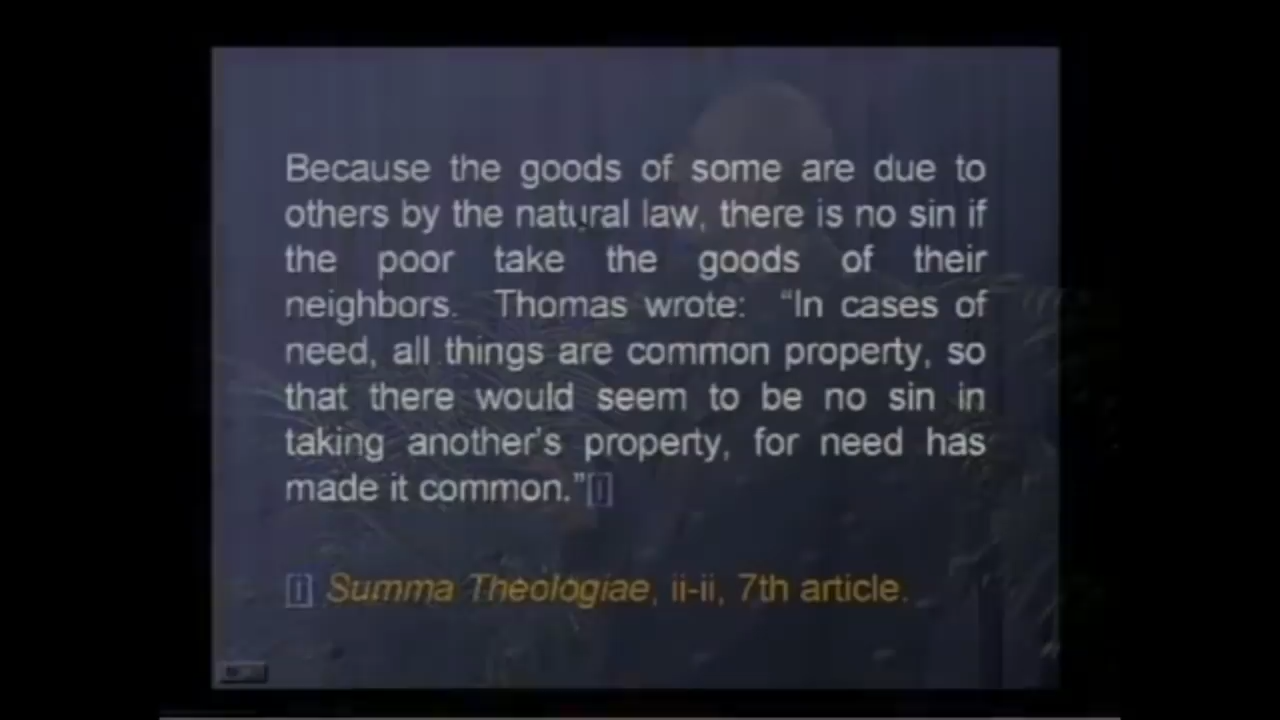 Because the goods of some are due to
others by the natural law, there is no sin if
the poor take the goods of their
neighbors. Thomas wrote: “In cases of
need, all things are common property, so
that there would seem to be no sin in
taking another’s property, for need has
made it common.”[i]
[i] Summa Theologiae, ii-ii, 7th article.